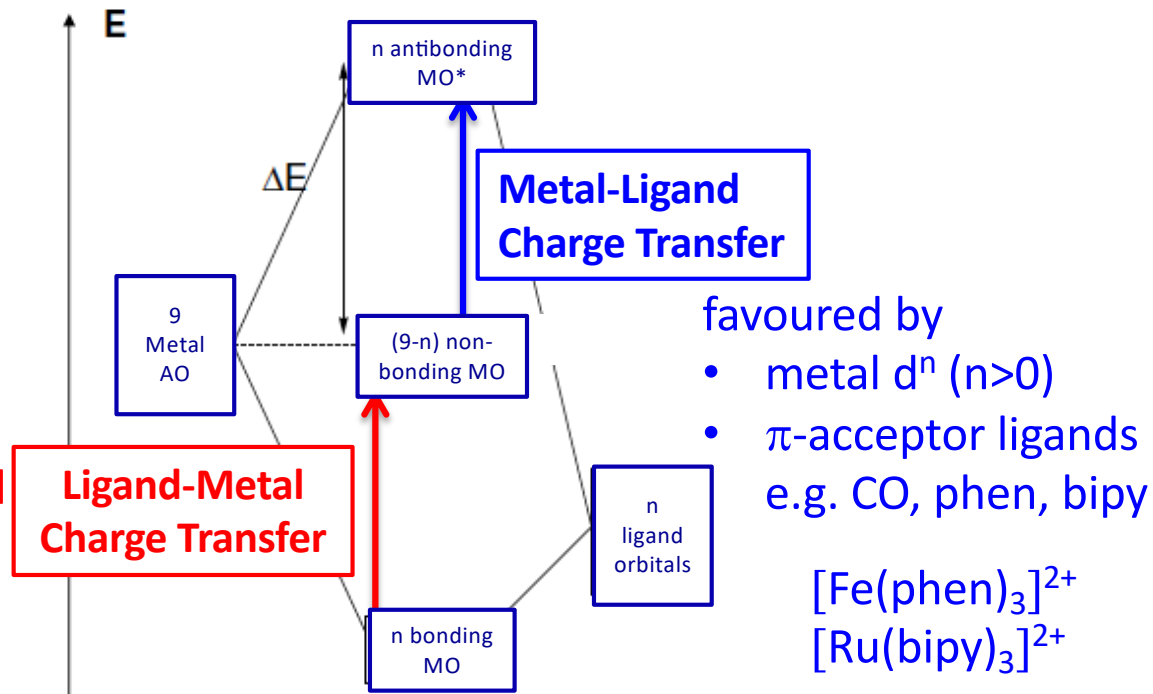 E
n antibonding
MO*
ΔE
Metal-Ligand
Charge Transfer
9
Metal
AO
(9-n) non-
bonding MO
favoured by
• metal dⁿ (n>0)
• π-acceptor ligands
e.g. CO, phen, bipy
Ligand-Metal
Charge Transfer
n
ligand
orbitals
n bonding
MO
[Fe(phen)₃]²⁺
[Ru(bipy)₃]²⁺